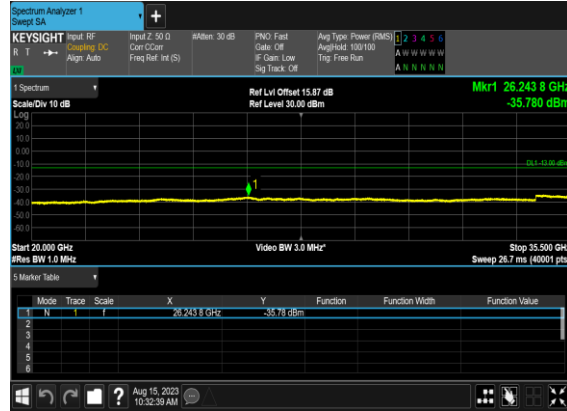 Spectrum Analyzer 1
Swept SA
+
KEYSIGHT Input: RF Input Z: 50 Ω #Atten: 30 dB PNO: Fast Avg Type: Power (RMS) 1 2 3 4 5 6
R T Coupling: DC Corr CCorr Gate: Off Avg|Hold: 100/100 A W W W W W
Align: Auto Freq Ref: Int (S) IF Gain: Low Trig: Free Run
Sig Track: Off A N N N N N
1 Spectrum Ref Lvl Offset 15.87 dB Mkr1 26.243 8 GHz
Scale/Div 10 dB Ref Level 30.00 dBm -35.780 dBm
Log
20.0
10.0
0.00
-10.0 DL1 -13.00 dBm
-20.0
-30.0 1
-40.0
-50.0
-60.0
Start 20.000 GHz Video BW 3.0 MHz* Stop 35.500 GHz
#Res BW 1.0 MHz Sweep 26.7 ms (40001 pts)
5 Marker Table
Mode Trace Scale X Y Function Function Width Function Value
1 N 1 f 26.243 8 GHz -35.78 dBm
2
3
4
5
6
? Aug 15, 2023
10:32:39 AM